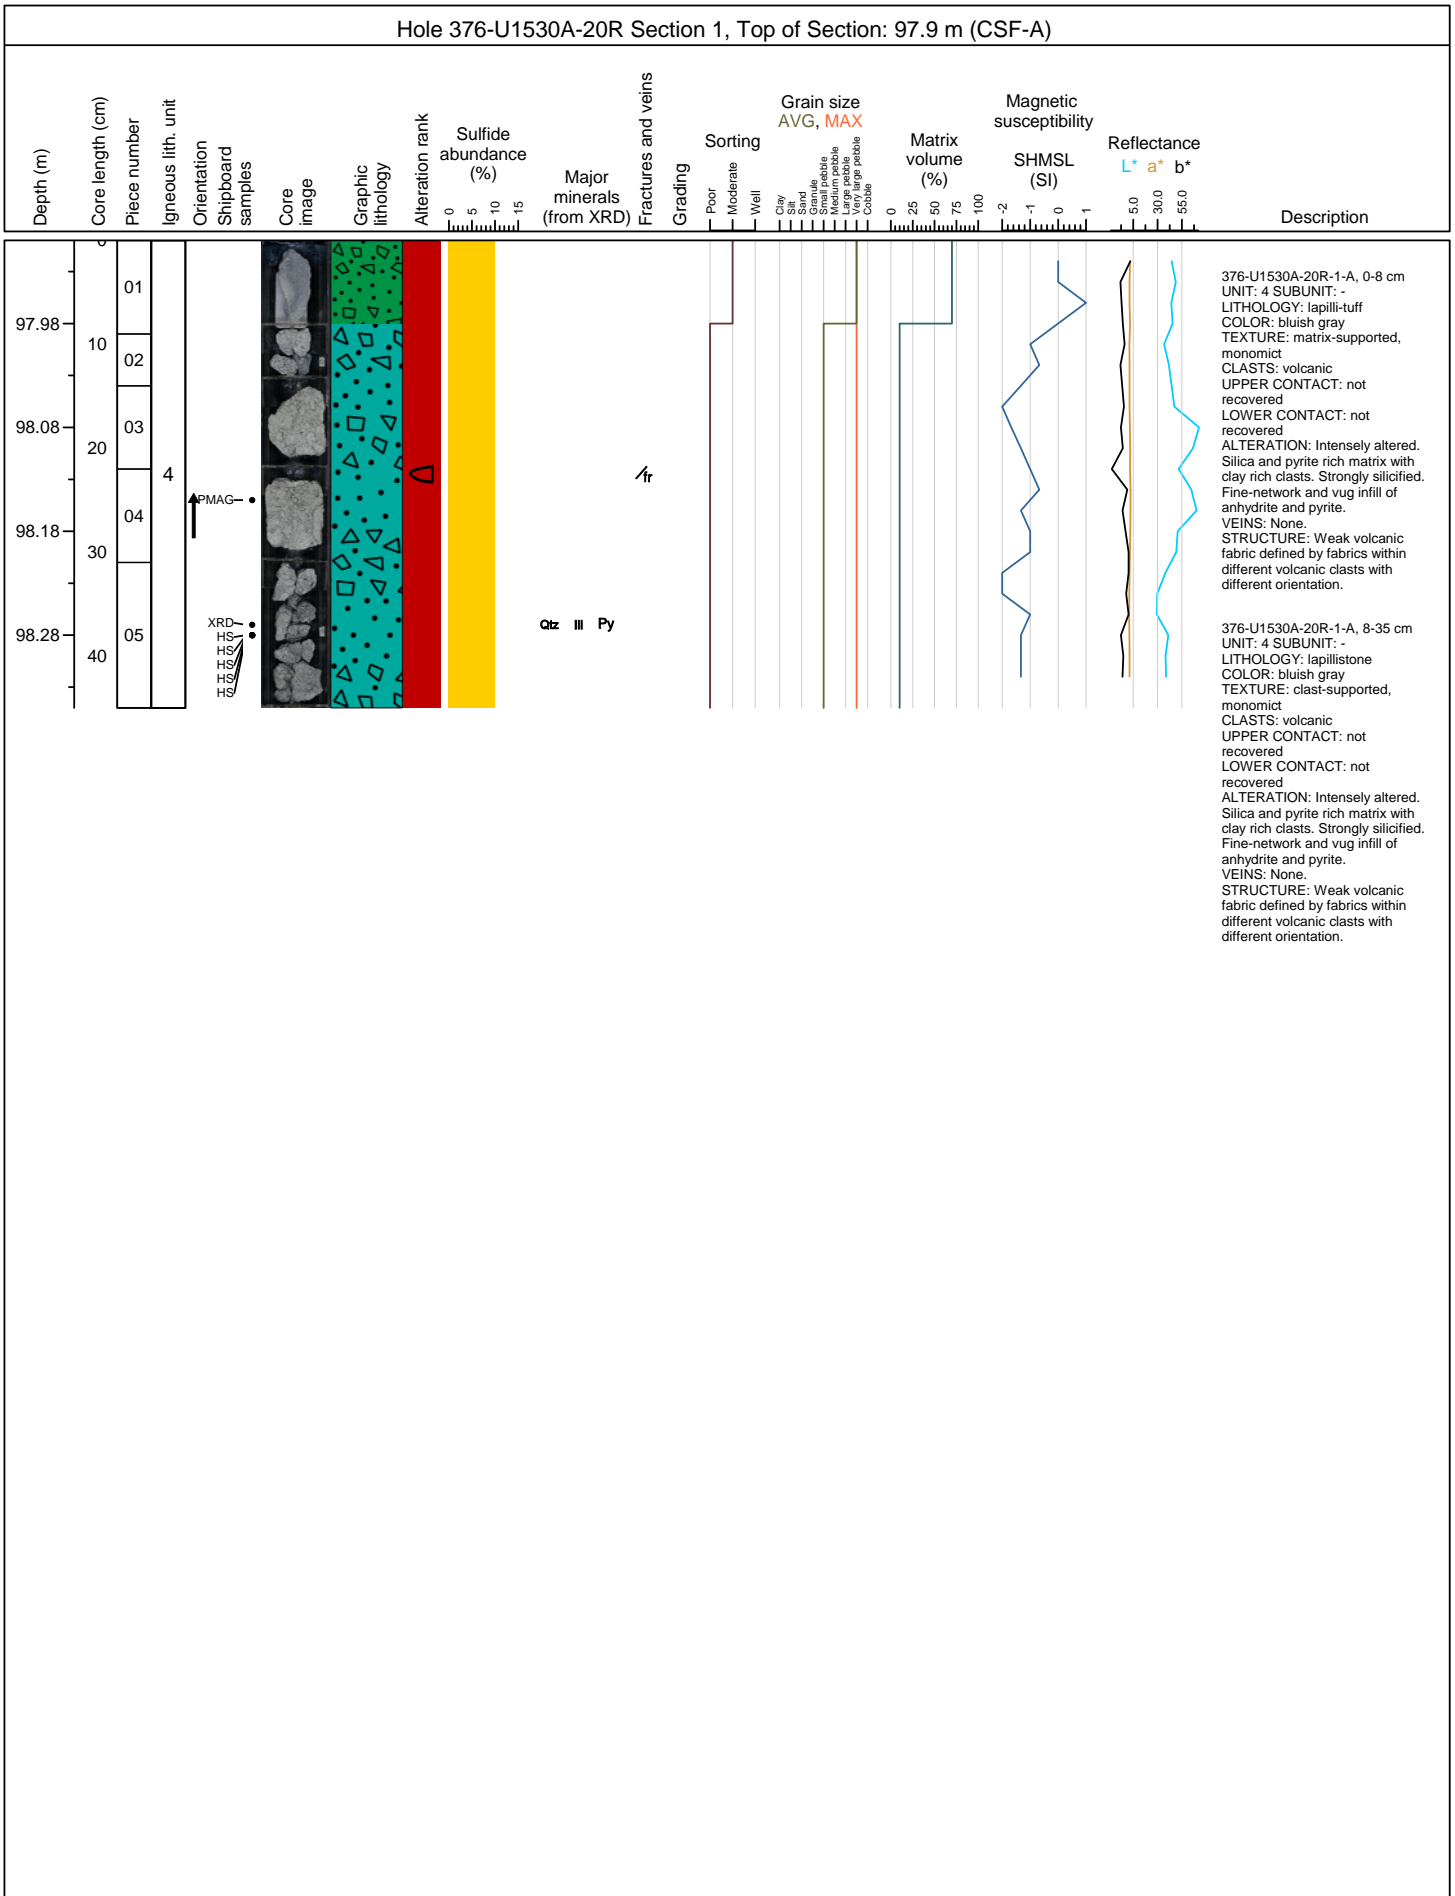 Hole 376-U1530A-20R Section 1, Top of Section: 97.9 m (CSF-A)
Depth (m)
Core length (cm)
Piece number
Igneous lith. unit
Orientation
Shipboard
samples
Core
image
Graphic
lithology
Alteration rank
Sulfide
abundance
(%)
0 5 10 15
Major
minerals
(from XRD)
Fractures and veins
Grading
Sorting
Poor
Moderate
Well
Grain size
AVG, MAX
Clay
Silt
Sand
Granule
Small pebble
Medium pebble
Large pebble
Very large pebble
Cobble
Matrix
volume
(%)
0 25 50 75 100
Magnetic
susceptibility
SHMSL
(SI)
-2 -1 0 1
Reflectance
L* a* b*
5.0 30.0 55.0
Description
97.98
98.08
98.18
98.28
0
10
20
30
40
01
02
03
04
05
4
PMAG
XRD
HS
HS
HS
HS
HS
Qtz Ill Py
fr
376-U1530A-20R-1-A, 0-8 cm
UNIT: 4 SUBUNIT: -
LITHOLOGY: lapilli-tuff
COLOR: bluish gray
TEXTURE: matrix-supported,
monomict
CLASTS: volcanic
UPPER CONTACT: not
recovered
LOWER CONTACT: not
recovered
ALTERATION: Intensely altered.
Silica and pyrite rich matrix with
clay rich clasts. Strongly silicified.
Fine-network and vug infill of
anhydrite and pyrite.
VEINS: None.
STRUCTURE: Weak volcanic
fabric defined by fabrics within
different volcanic clasts with
different orientation.
376-U1530A-20R-1-A, 8-35 cm
UNIT: 4 SUBUNIT: -
LITHOLOGY: lapillistone
COLOR: bluish gray
TEXTURE: clast-supported,
monomict
CLASTS: volcanic
UPPER CONTACT: not
recovered
LOWER CONTACT: not
recovered
ALTERATION: Intensely altered.
Silica and pyrite rich matrix with
clay rich clasts. Strongly silicified.
Fine-network and vug infill of
anhydrite and pyrite.
VEINS: None.
STRUCTURE: Weak volcanic
fabric defined by fabrics within
different volcanic clasts with
different orientation.